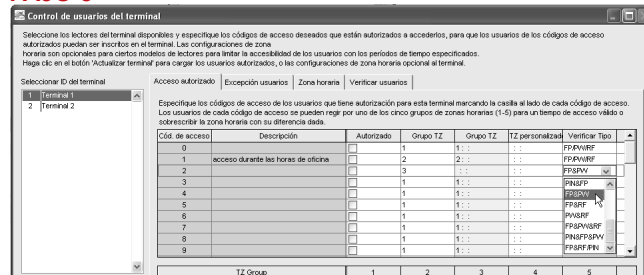 Control de usuarios del terminal
Seleccione los lectores del terminal disponibles y especifique los códigos de acceso deseados que están autorizados a accederlos, para que los usuarios de los códigos de acceso
autorizados puedan ser inscritos en el terminal. Las configuraciones de zona
horaria son opcionales para ciertos modelos de lectores para limitar la accesibilidad de los usuarios con los períodos de tiempo especificados.
Haga clic en el botón 'Actualizar terminal' para cargar los usuarios autorizados, o las configuraciones de zona horaria opcional al terminal.
Seleccionar ID del terminal
1 Terminal 1
2 Terminal 2
Acceso autorizado Excepción usuarios Zona horaria Verificar usuarios
Especifique los códigos de acceso de los usuarios que tiene autorización para esta terminal marcando la casilla al lado de cada código de acceso.
Los usuarios de cada código de acceso se pueden regir por uno de los cinco grupos de zonas horarias (1-5) para un tiempo de acceso válido o
sobrescribir la zona horaria con su diferencia dada.
Cód. de acceso Descripción Autorizado Grupo TZ Grupo TZ TZ personalizado Verificar Tipo
0 1 1 : : : : FP/PW/RF
1 acceso durante las horas de oficina 2 2 : : : : FP/PW/RF
2 3 : : : : FP&PW
3 1 1 : : : : PIN&FP
4 1 1 : : : : FP&PW
5 1 1 : : : : FP&RF
6 1 1 : : : : PW&RF
7 1 1 : : : : FP&PW&RF
8 1 1 : : : : PIN&FP&PW
9 1 1 : : : : FP&RF/PIN
TZ Group 1 2 3 4 5